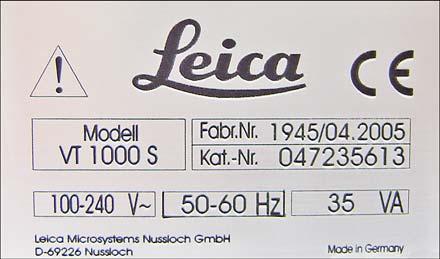 Leica CE
Modell
VT 1000 S
Fabr.Nr. 1945/04.2005
Kat.-Nr. 047235613
100-240 V~ 50-60 Hz 35 VA
Leica Microsystems Nussloch GmbH
D-69226 Nussloch
Made in Germany